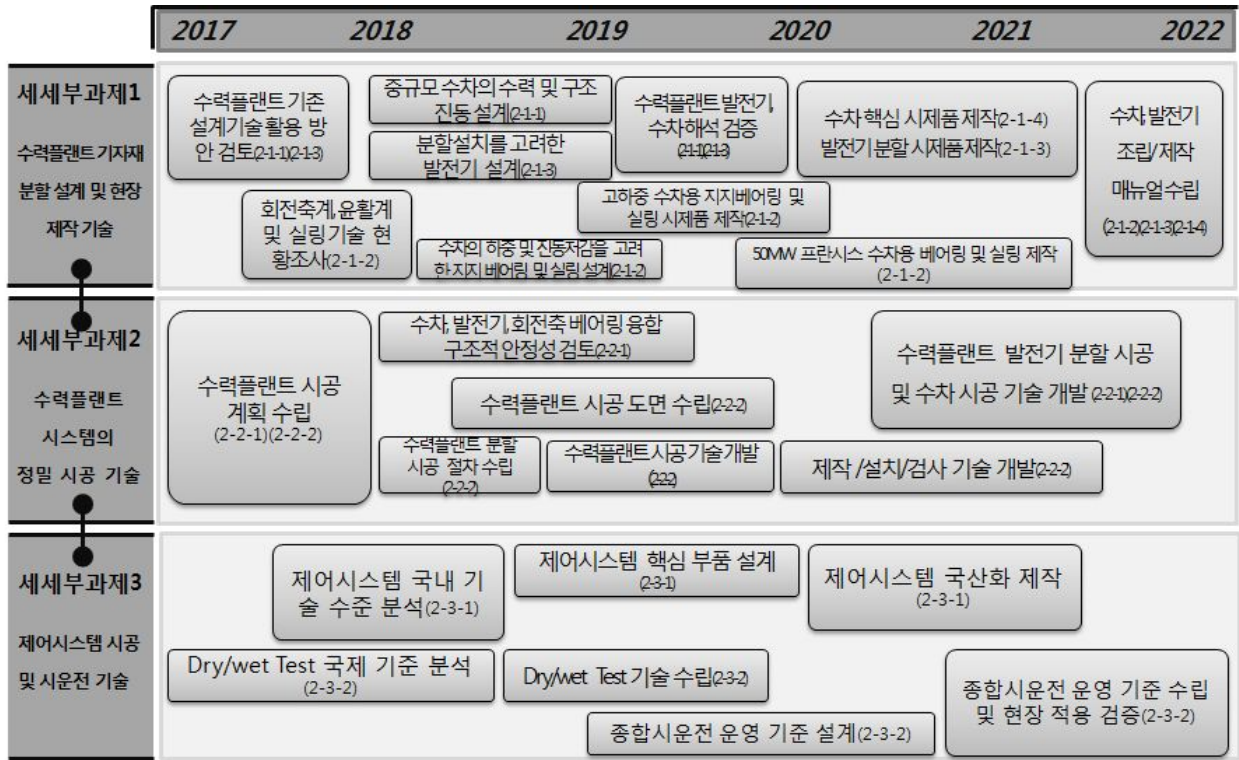 2017 2018 2019 2020 2021 2022
세세부과제1
수력플랜트 기자재
분할 설계 및 현장
제작 기술
수력플랜트 기존
설계기술 활용 방
안 검토(2-1-1)(2-1-3)
중규모 수차의 수력 및 구조
진동 설계(2-1-1)
분할설치를 고려한
발전기 설계(2-1-3)
수력플랜트 발전기,
수차 해석 검증
(2-1-1)(2-1-3)
수차 핵심 시제품 제작(2-1-4)
발전기 분할 시제품 제작(2-1-3)
수차, 발전기
조립/제작
매뉴얼 수립
(2-1-2)(2-1-3)(2-1-4)
회전축계, 윤활계
및 실링기술 현
황조사(2-1-2)
고하중 수차용 지지베어링 및
실링 시제품 제작(2-1-2)
수차의 하중 및 진동저감을 고려
한 지지 베어링 및 실링 설계(2-1-2)
50MW 프란시스 수차용 베어링 및 실링 제작
(2-1-2)
세세부과제2
수력플랜트
시스템의
정밀 시공 기술
수력플랜트 시공
계획 수립
(2-2-1)(2-2-2)
수차, 발전기, 회전축 베어링 융합
구조적 안정성 검토(2-2-1)
수력플랜트 시공 도면 수립(2-2-2)
수력플랜트 분할
시공 절차 수립
(2-2-2)
수력플랜트 시공 기술 개발
(2-2-2)
수력플랜트 발전기 분할 시공
및 수차 시공 기술 개발(2-2-1)(2-2-2)
제작 /설치/검사 기술 개발(2-2-2)
세세부과제3
제어시스템 시공
및 시운전 기술
제어시스템 국내 기
술 수준 분석(2-3-1)
제어시스템 핵심 부품 설계
(2-3-1)
제어시스템 국산화 제작
(2-3-1)
Dry/wet Test 국제 기준 분석
(2-3-2)
Dry/wet Test 기술 수립(2-3-2)
종합시운전 운영 기준 설계(2-3-2)
종합시운전 운영 기준 수립
및 현장 적용 검증(2-3-2)